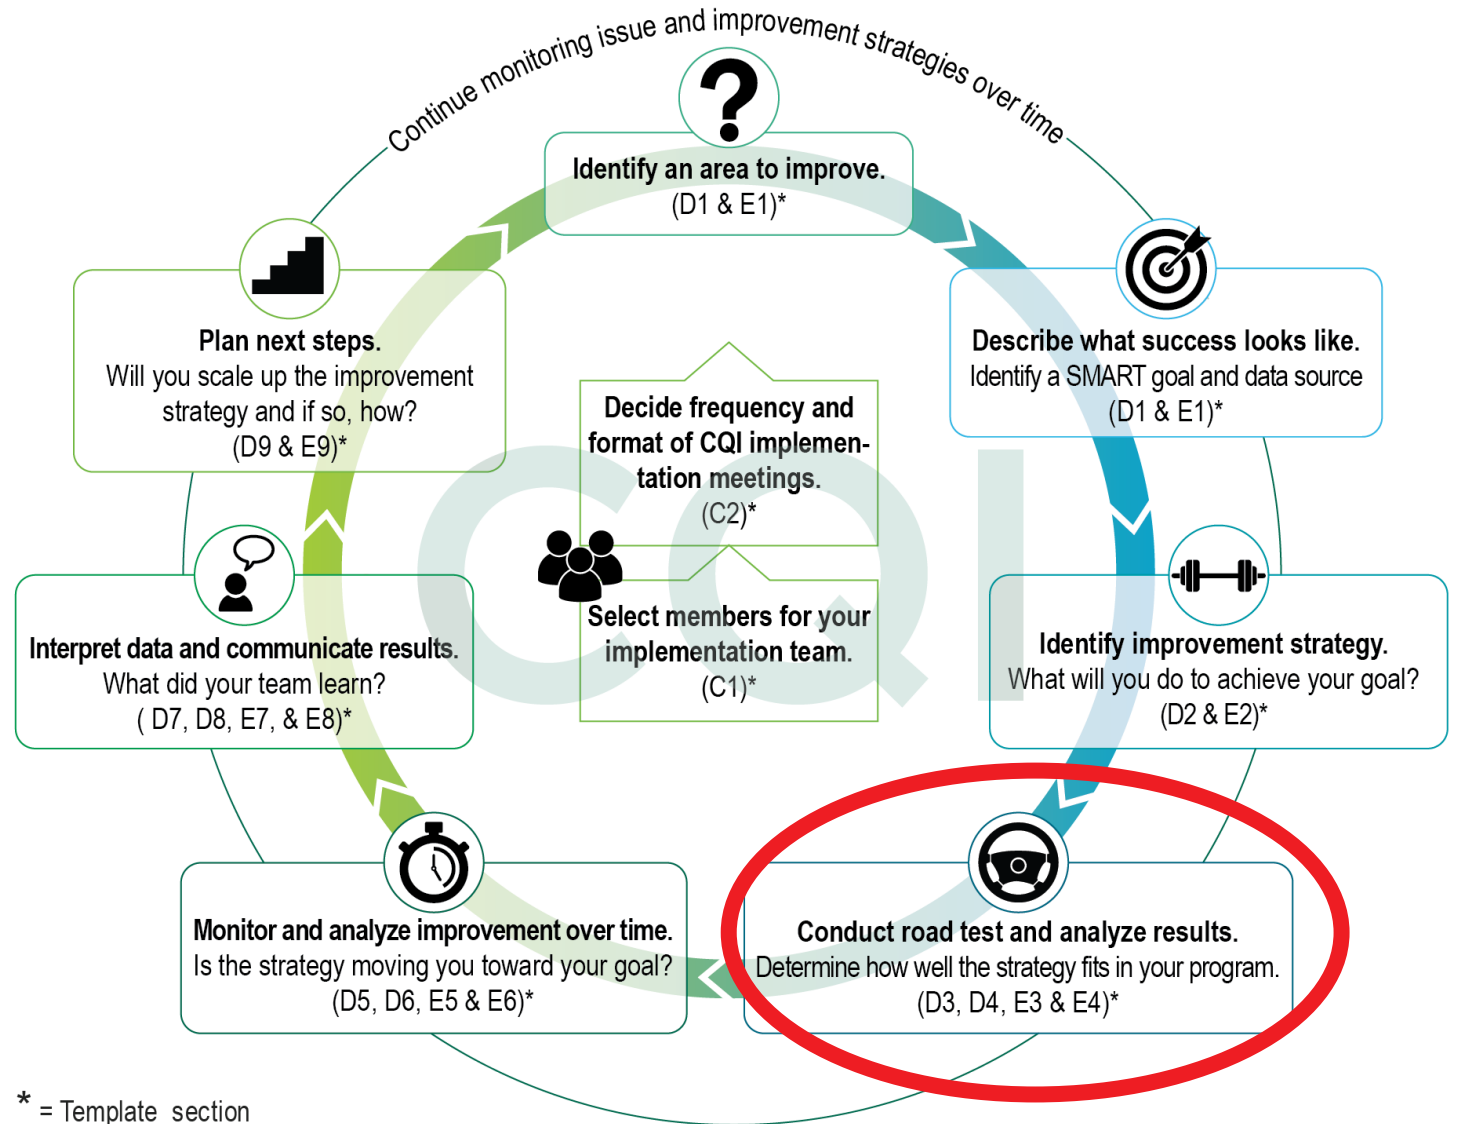 Continue monitoring issue and improvement strategies over time
Identify an area to improve.
(D1 & E1)*
Describe what success looks like.
Identify a SMART goal and data source
(D1 & E1)*
Identify improvement strategy.
What will you do to achieve your goal?
(D2 & E2)*
Conduct road test and analyze results.
Determine how well the strategy fits in your program.
(D3, D4, E3 & E4)*
Monitor and analyze improvement over time.
Is the strategy moving you toward your goal?
(D5, D6, E5 & E6)*
Interpret data and communicate results.
What did your team learn?
( D7, D8, E7, & E8)*
Plan next steps.
Will you scale up the improvement
strategy and if so, how?
(D9 & E9)*
Decide frequency and
format of CQI implemen-
tation meetings.
(C2)*
Select members for your
implementation team.
(C1)*
CQI
* = Template section